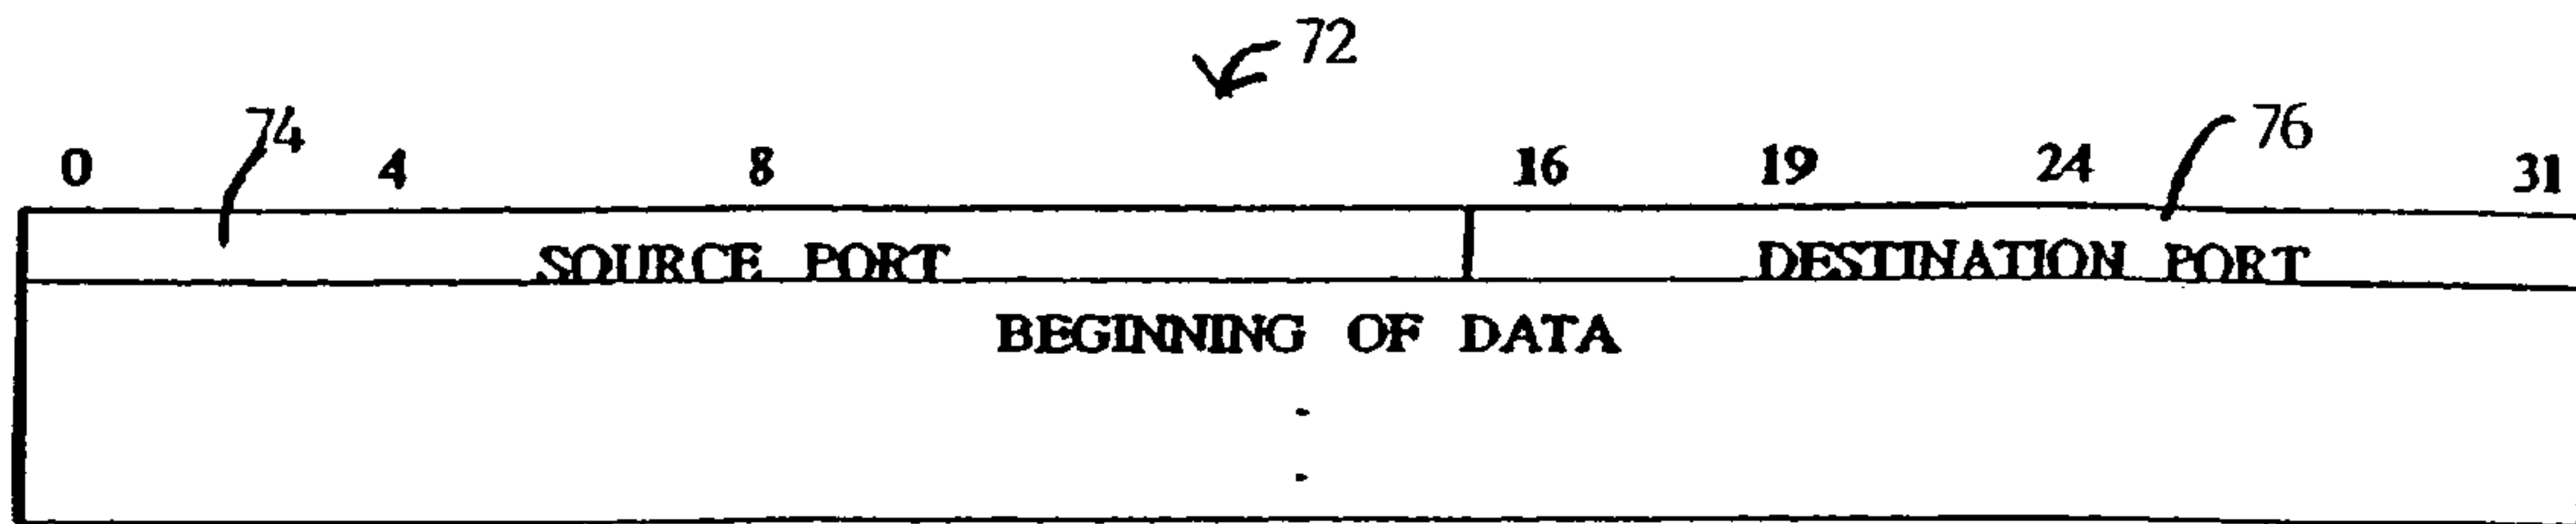 72
74 76
0 4 8 16 19 24 31
SOURCE PORT DESTINATION PORT
BEGINNING OF DATA